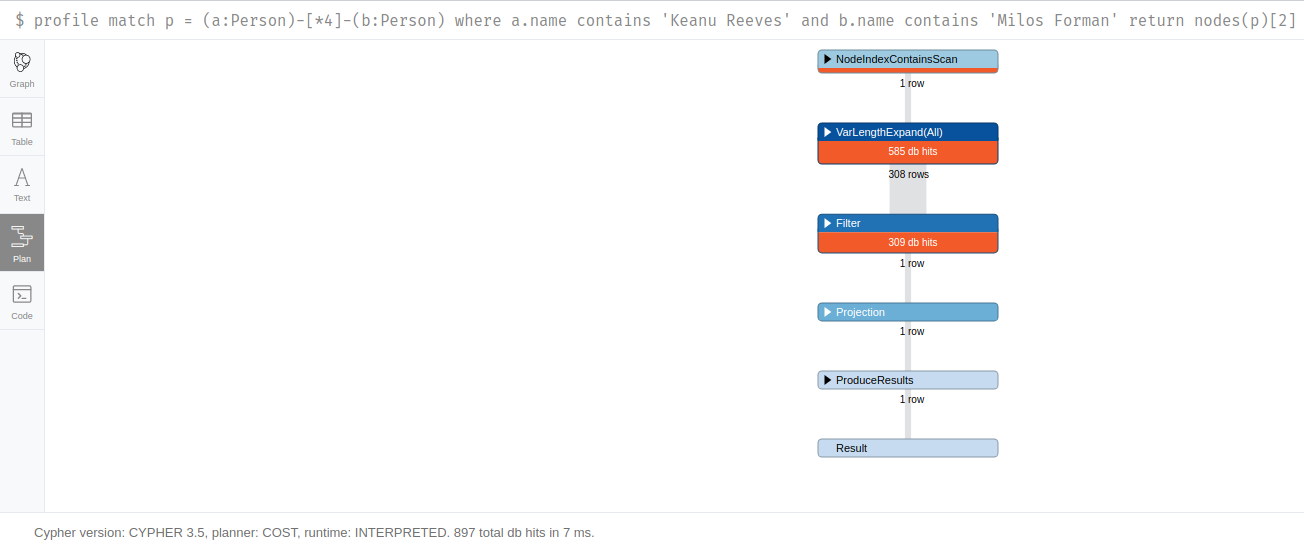 $ profile match p = (a:Person)-[*4]-(b:Person) where a.name contains 'Keanu Reeves' and b.name contains 'Milos Forman' return nodes(p)[2]
Graph
Table
Text
Plan
Code
NodeIndexContainsScan
1 row
VarLengthExpand(All)
585 db hits
308 rows
Filter
309 db hits
1 row
Projection
1 row
ProduceResults
1 row
Result
Cypher version: CYPHER 3.5, planner: COST, runtime: INTERPRETED. 897 total db hits in 7 ms.